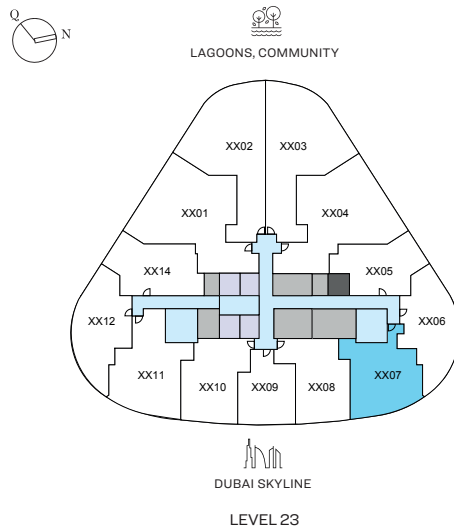 Q
N
LAGOONS, COMMUNITY
XX02 XX03
XX01 XX04
XX14 XX05
XX12 XX06
XX11 XX10 XX09 XX08 XX07
DUBAI SKYLINE
LEVEL 23